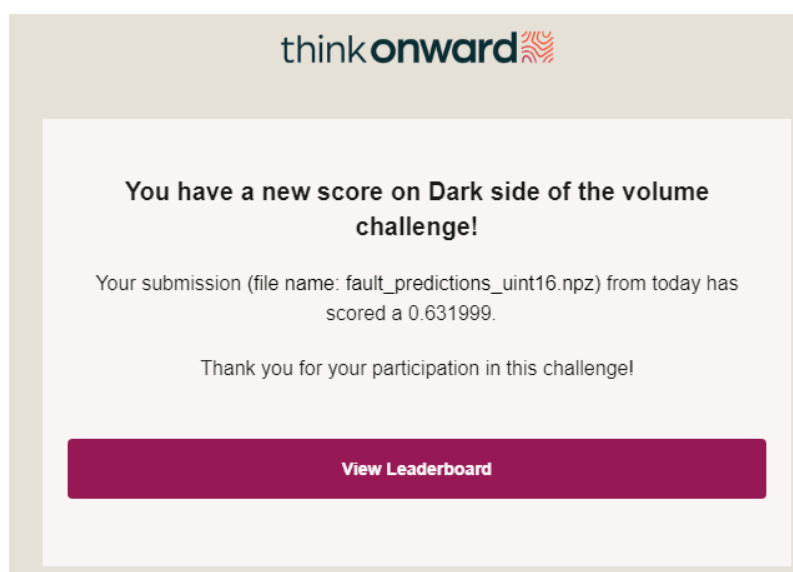 thinkonward
You have a new score on Dark side of the volume
challenge!
Your submission (file name: fault_predictions_uint16.npz) from today has
scored a 0.631999.
Thank you for your participation in this challenge!
View Leaderboard